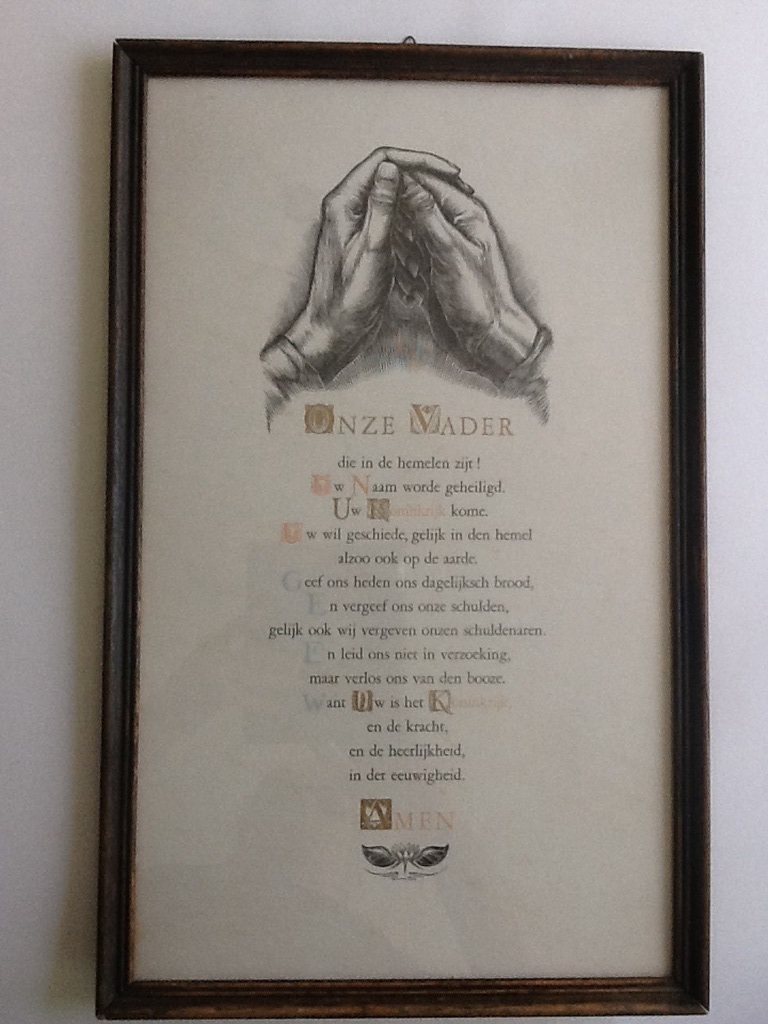 ONZE VADER
die in de hemelen zijt!
Uw Naam worde geheiligd.
Uw Koninkrijk kome.
Uw wil geschiede, gelijk in den hemel
alzoo ook op de aarde.
Geef ons heden ons dagelijksch brood,
En vergeef ons onze schulden,
gelijk ook wij vergeven onzen schuldenaren.
En leid ons niet in verzoeking,
maar verlos ons van den booze.
Want Uw is het Koninkrijk,
en de kracht,
en de heerlijkheid,
in der eeuwigheid.
AMEN